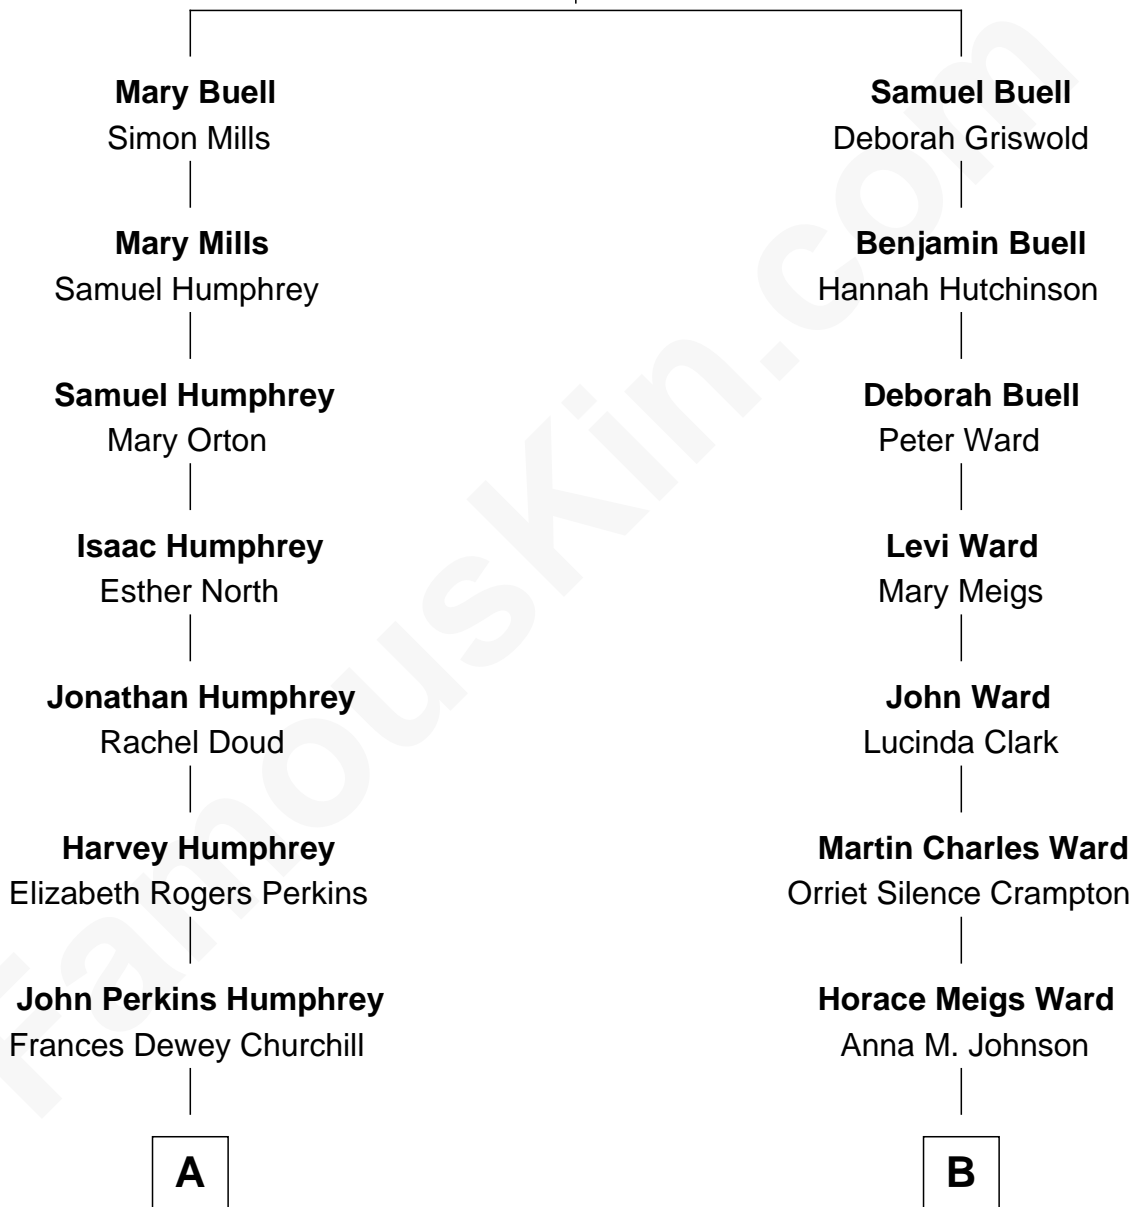 Mary Buell
Simon Mills
Mary Mills
Samuel Humphrey
Samuel Humphrey
Mary Orton
Isaac Humphrey
Esther North
Jonathan Humphrey
Rachel Doud
Harvey Humphrey
Elizabeth Rogers Perkins
John Perkins Humphrey
Frances Dewey Churchill
A
Samuel Buell
Deborah Griswold
Benjamin Buell
Hannah Hutchinson
Deborah Buell
Peter Ward
Levi Ward
Mary Meigs
John Ward
Lucinda Clark
Martin Charles Ward
Orriet Silence Crampton
Horace Meigs Ward
Anna M. Johnson
B
FamousKin.com